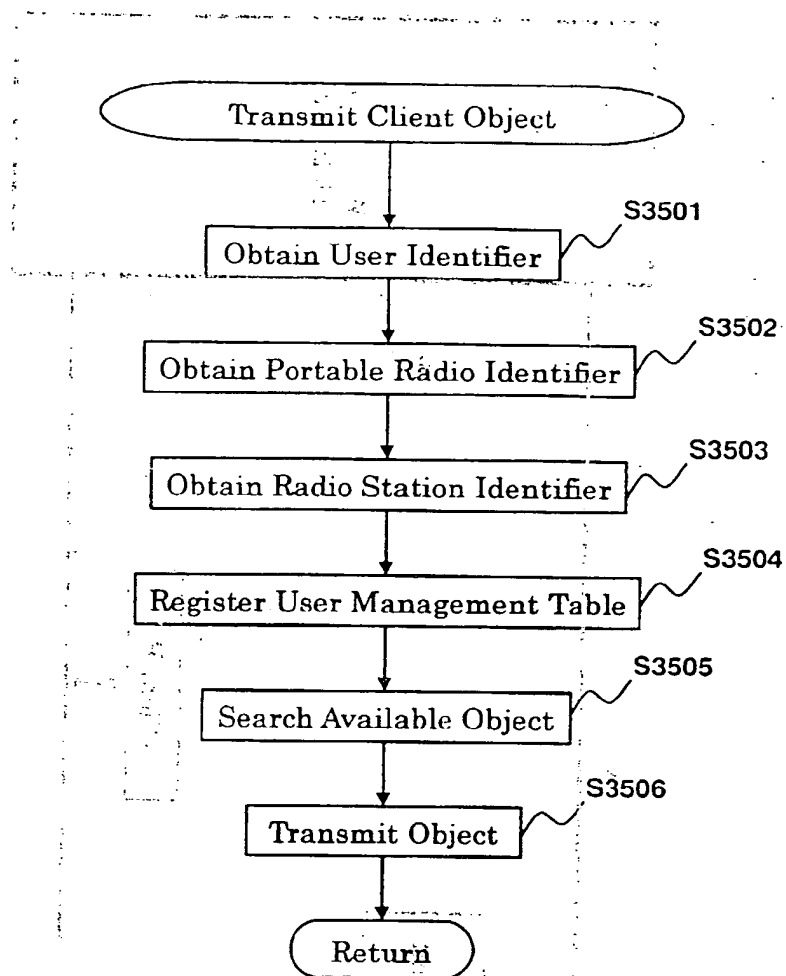 Transmit Client Object
S3501
Obtain User Identifier
S3502
Obtain Portable Radio Identifier
S3503
Obtain Radio Station Identifier
S3504
Register User Management Table
S3505
Search Available Object
S3506
Transmit Object
Return